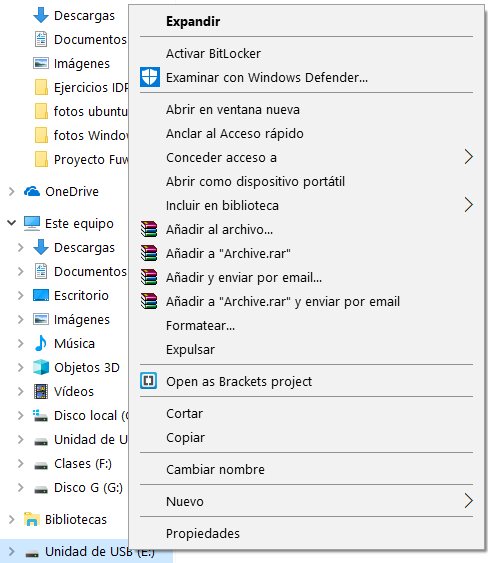 Descargas
Documentos
Imágenes
Ejercicios IDP
fotos ubuntu
fotos Window
Proyecto Fuw
OneDrive
Este equipo
Descargas
Documentos
Escritorio
Imágenes
Música
Objetos 3D
Vídeos
Disco local (
Unidad de U
Clases (F:)
Disco G (G:)
Bibliotecas
Unidad de USB (E:)
Expandir
Activar BitLocker
Examinar con Windows Defender...
Abrir en ventana nueva
Anclar al Acceso rápido
Conceder acceso a
Abrir como dispositivo portátil
Incluir en biblioteca
Añadir al archivo...
Añadir a "Archive.rar"
Añadir y enviar por email...
Añadir a "Archive.rar" y enviar por email
Formatear...
Expulsar
Open as Brackets project
Cortar
Copiar
Cambiar nombre
Nuevo
Propiedades